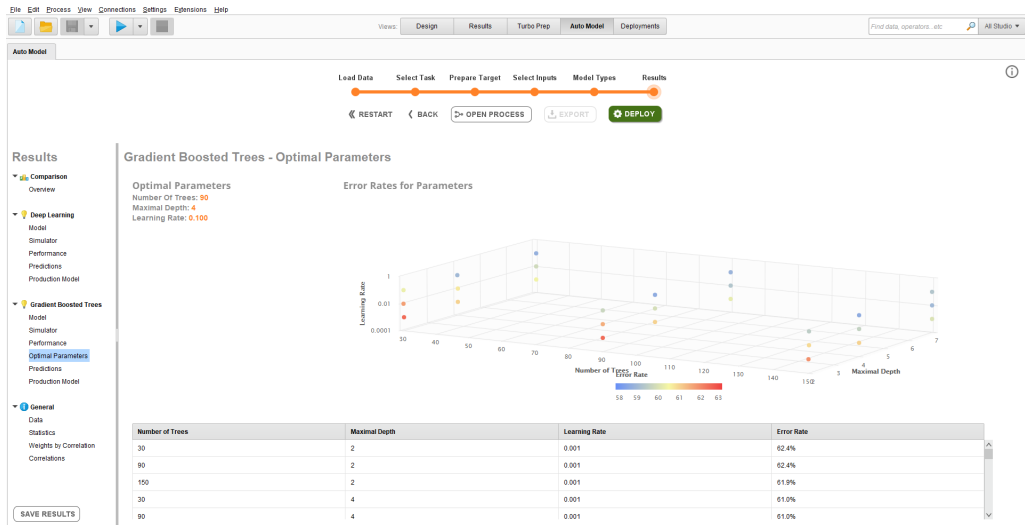 File Edit Process View Connections Settings Extensions Help
Views: Design Results Turbo Prep Auto Model Deployments Find data, operators...etc All Studio
Auto Model
Load Data Select Task Prepare Target Select Inputs Model Types Results
RESTART BACK OPEN PROCESS EXPORT DEPLOY
Results
Comparison
Overview
Deep Learning
Model
Simulator
Performance
Predictions
Production Model
Gradient Boosted Trees
Model
Simulator
Performance
Optimal Parameters
Predictions
Production Model
General
Data
Statistics
Weights by Correlation
Correlations
SAVE RESULTS
Gradient Boosted Trees - Optimal Parameters
Optimal Parameters
Number Of Trees: 90
Maximal Depth: 4
Learning Rate: 0.100
Error Rates for Parameters
Learning Rate
1
0.01
0.0001
30 40 50 60 70 80 90 100 110 120 130 140 150
Number of Trees
2 3 4 5 6 7
Maximal Depth
Error Rate
58 59 60 61 62 63
Number of Trees Maximal Depth Learning Rate Error Rate
30 2 0.001 62.4%
90 2 0.001 62.4%
150 2 0.001 61.9%
30 4 0.001 61.0%
90 4 0.001 61.0%